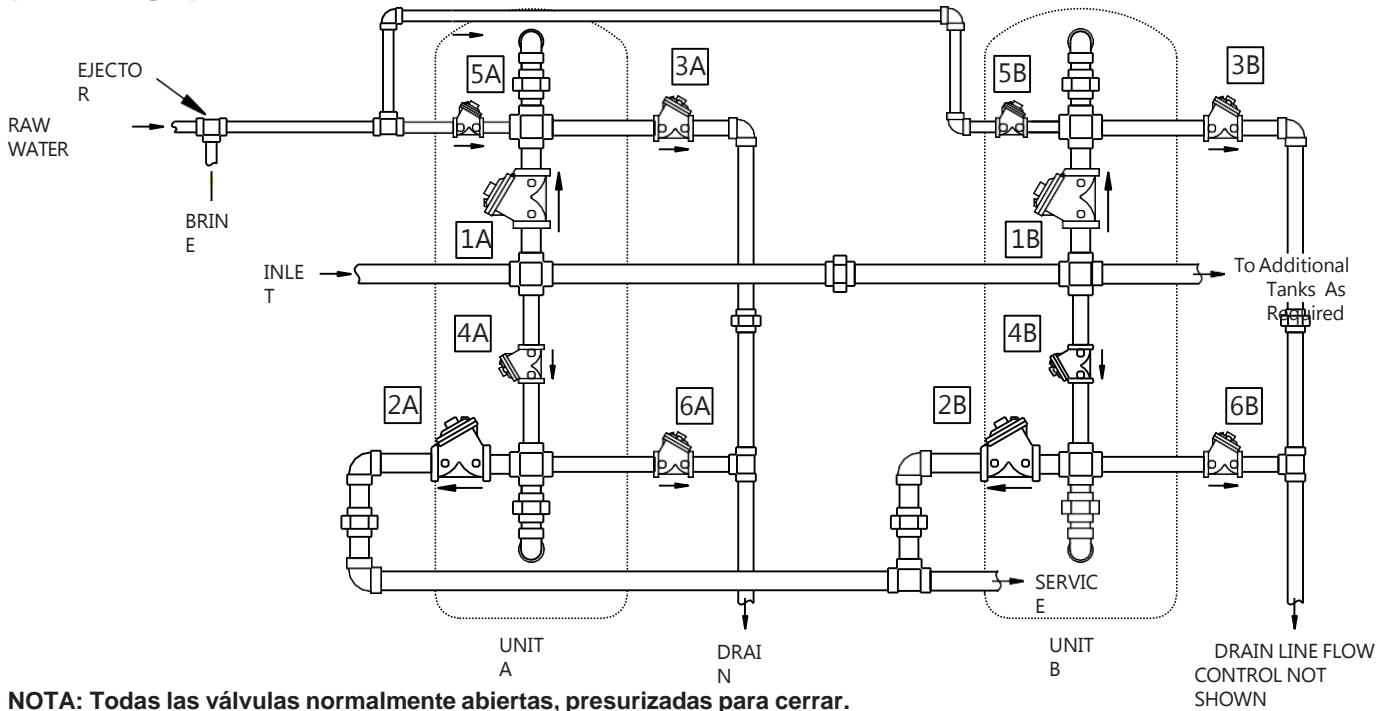 5A
3A
5B
3B
EJECTO
R
RAW
WATER
BRIN
E
1A
1B
INLE
T
To Additional
Tanks As
Required
4A
4B
2A
6A
2B
6B
SERVIC
E
UNIT
A
DRAI
N
UNIT
B
DRAIN LINE FLOW
CONTROL NOT
SHOWN
NOTA: Todas las válvulas normalmente abiertas, presurizadas para cerrar.